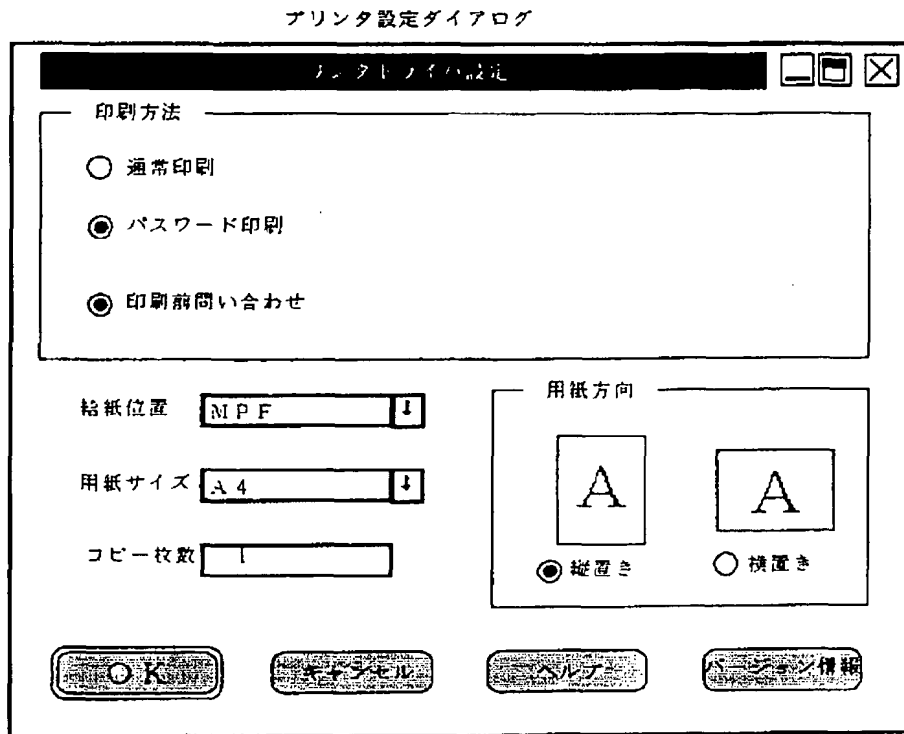 プリンタ設定ダイアログ
印刷方法
通常印刷
パスワード印刷
印刷前問い合わせ
給紙位置 MPF
用紙サイズ A4
コピー枚数 1
用紙方向
A A
縦置き 横置き
OK キャンセル ヘルプ バージョン情報